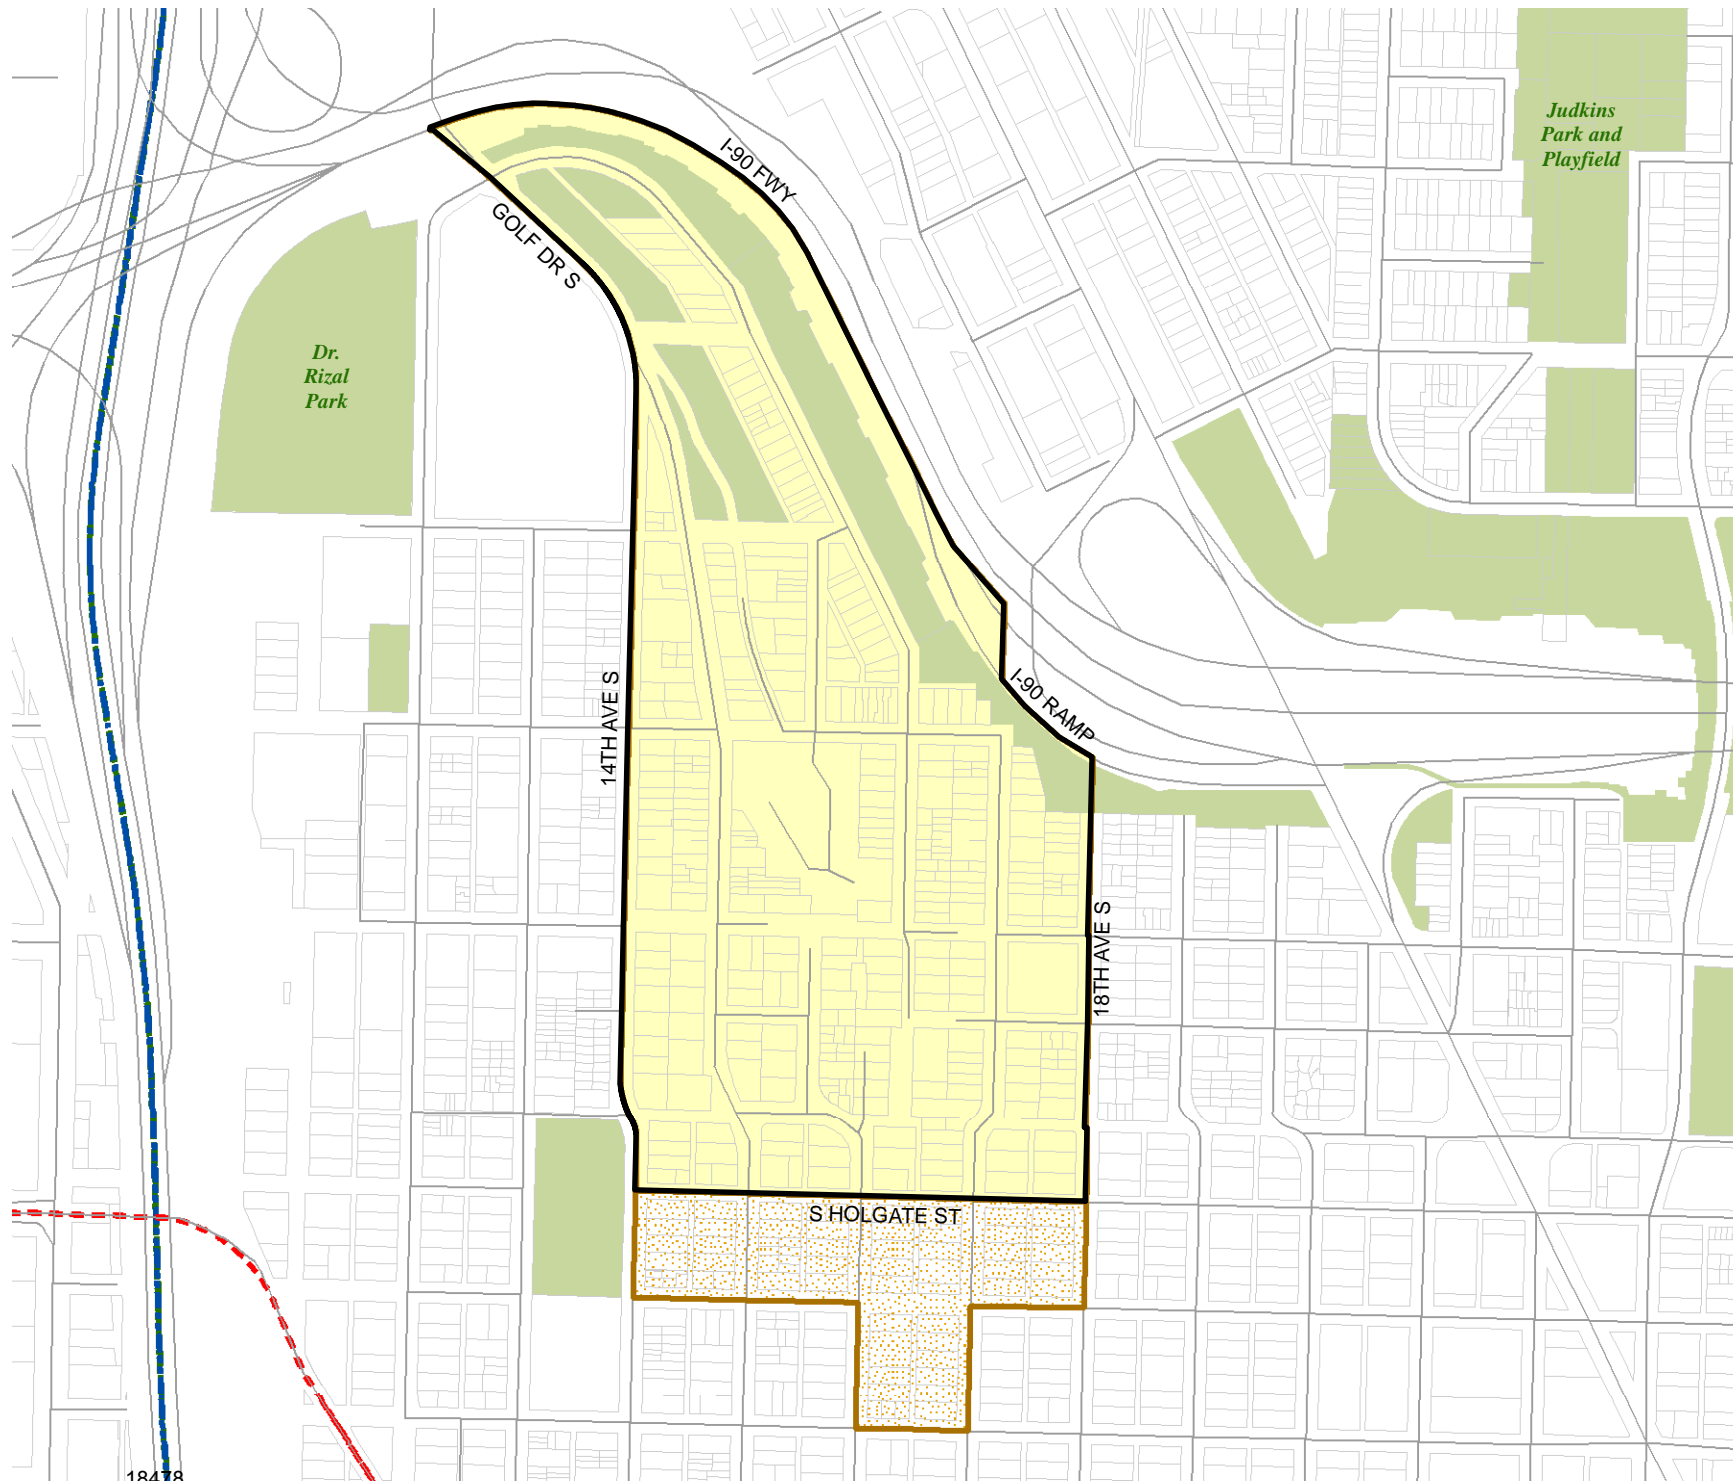 Judkins
Park and
Playfield
I-90 FWY
GOLF DR S
Dr.
Rizal
Park
14TH AVE S
I-90 RAMP
18TH AVE S
S HOLGATE ST
18478